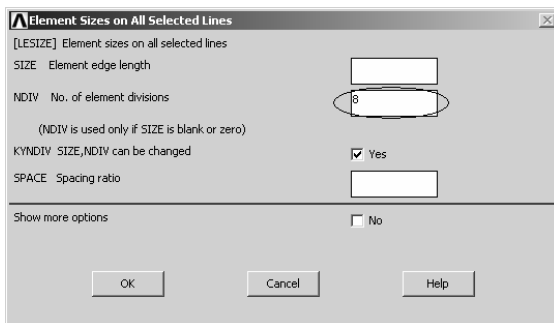 Element Sizes on All Selected Lines
[LESIZE] Element sizes on all selected lines
SIZE Element edge length
NDIV No. of element divisions
8
(NDIV is used only if SIZE is blank or zero)
KYNDIV SIZE,NDIV can be changed
Yes
SPACE Spacing ratio
Show more options
No
OK
Cancel
Help